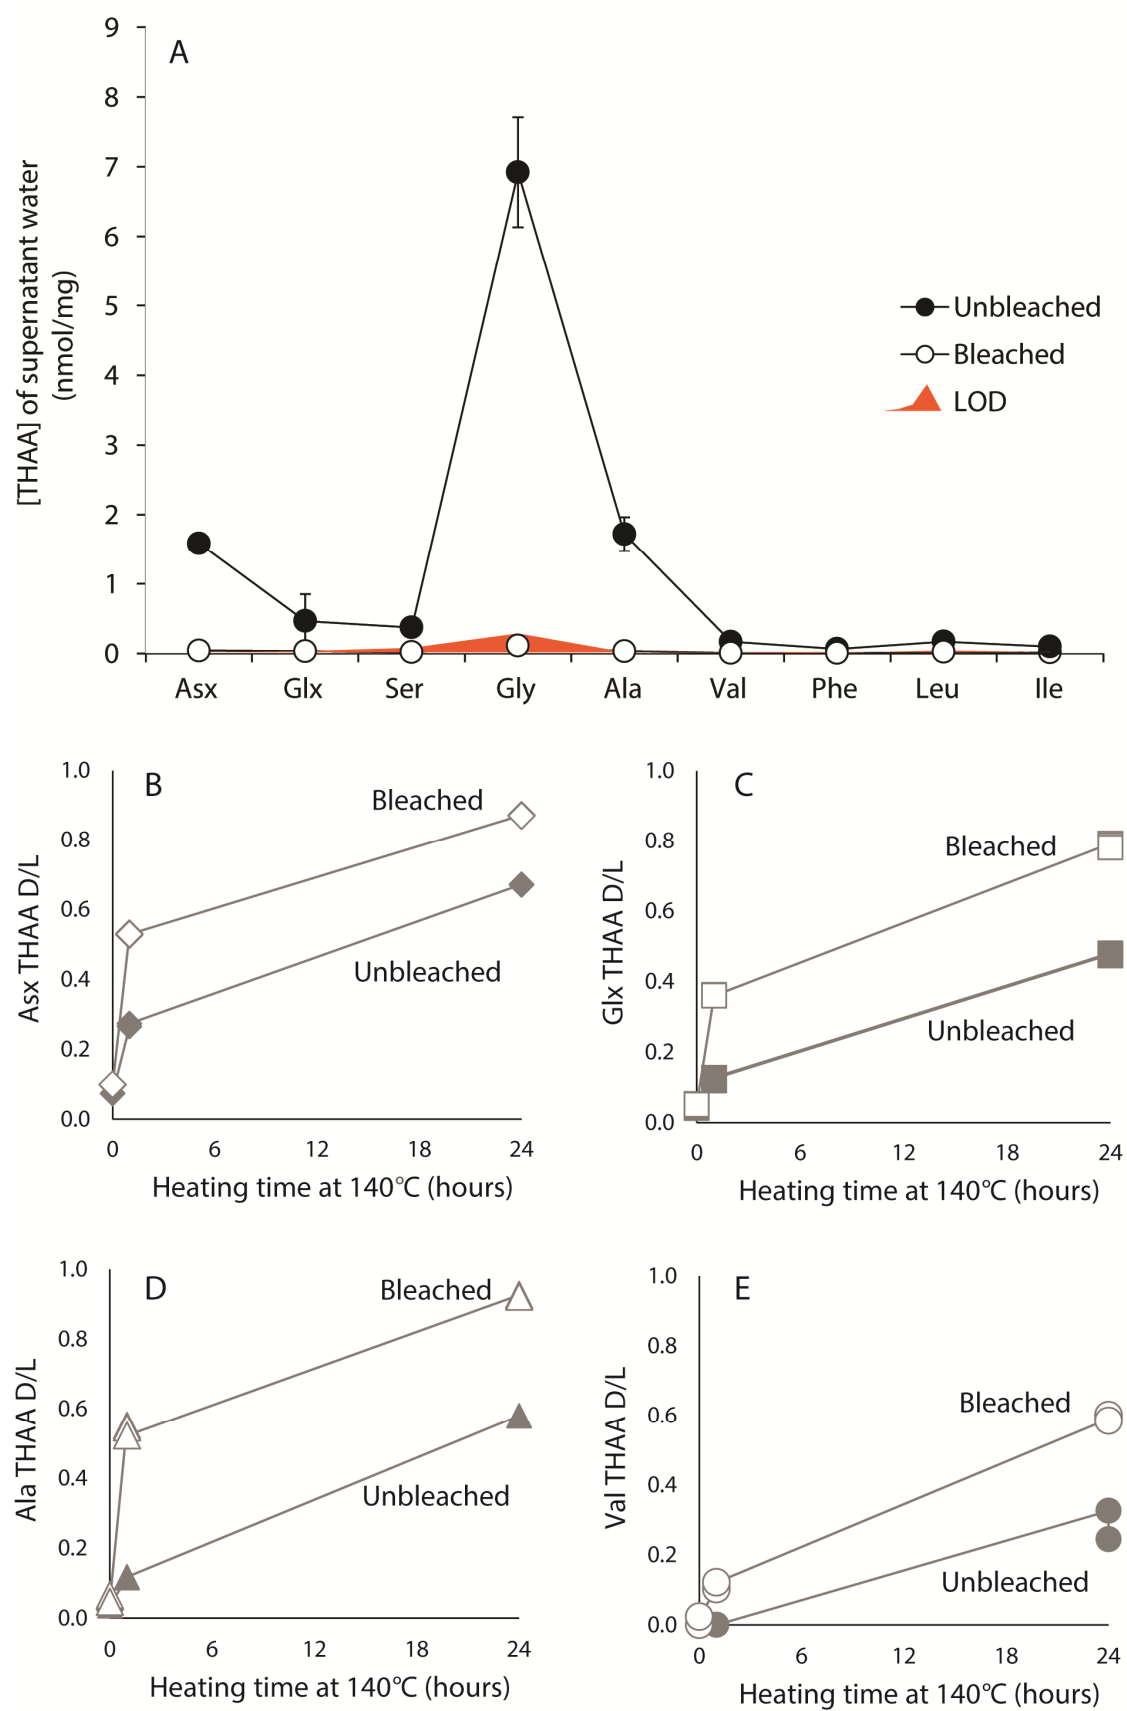 A
[THAA] of supernatant water
(nmol/mg)
9
8
7
6
5
4
3
2
1
0
Unbleached
Bleached
LOD
Asx Glx Ser Gly Ala Val Phe Leu Ile
B
Asx THAA D/L
1.0
0.8
0.6
0.4
0.2
0.0
Bleached
Unbleached
0 6 12 18 24
Heating time at 140°C (hours)
C
Glx THAA D/L
1.0
0.8
0.6
0.4
0.2
0.0
Bleached
Unbleached
0 6 12 18 24
Heating time at 140°C (hours)
D
Ala THAA D/L
1.0
0.8
0.6
0.4
0.2
0.0
Bleached
Unbleached
0 6 12 18 24
Heating time at 140°C (hours)
E
Val THAA D/L
1.0
0.8
0.6
0.4
0.2
0.0
Bleached
Unbleached
0 6 12 18 24
Heating time at 140°C (hours)